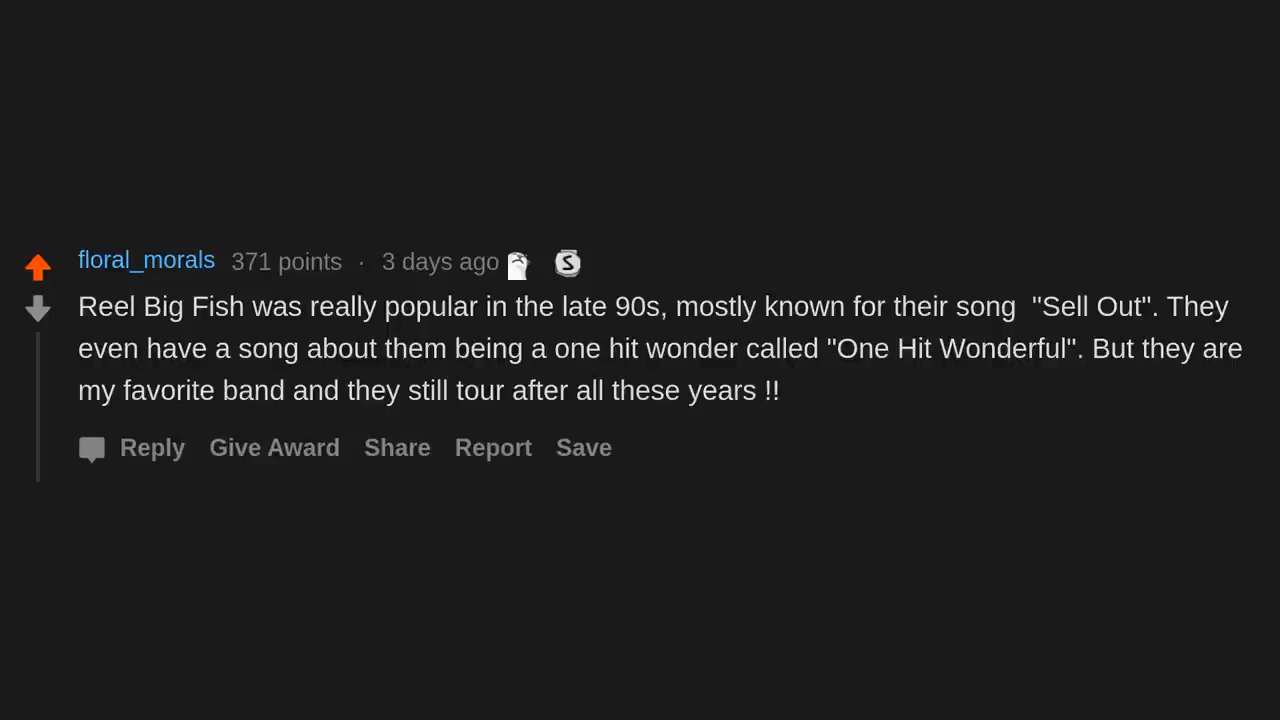 floral_morals 371 points · 3 days ago S
Reel Big Fish was really popular in the late 90s, mostly known for their song  "Sell Out". They
even have a song about them being a one hit wonder called "One Hit Wonderful". But they are
my favorite band and they still tour after all these years !!
Reply Give Award Share Report Save